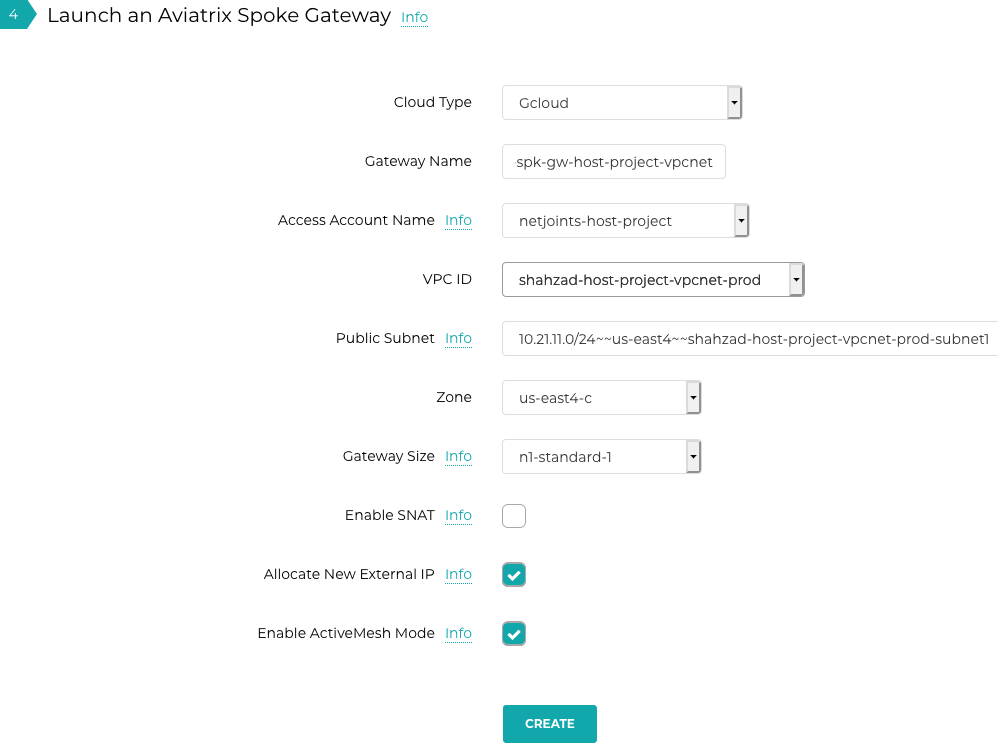 4 Launch an Aviatrix Spoke Gateway Info
Cloud Type Gcloud
Gateway Name spk-gw-host-project-vpcnet
Access Account Name Info netjoints-host-project
VPC ID shahzad-host-project-vpcnet-prod
Public Subnet Info 10.21.11.0/24~~us-east4~~shahzad-host-project-vpcnet-prod-subnet1
Zone us-east4-c
Gateway Size Info n1-standard-1
Enable SNAT Info
Allocate New External IP Info
Enable ActiveMesh Mode Info
CREATE